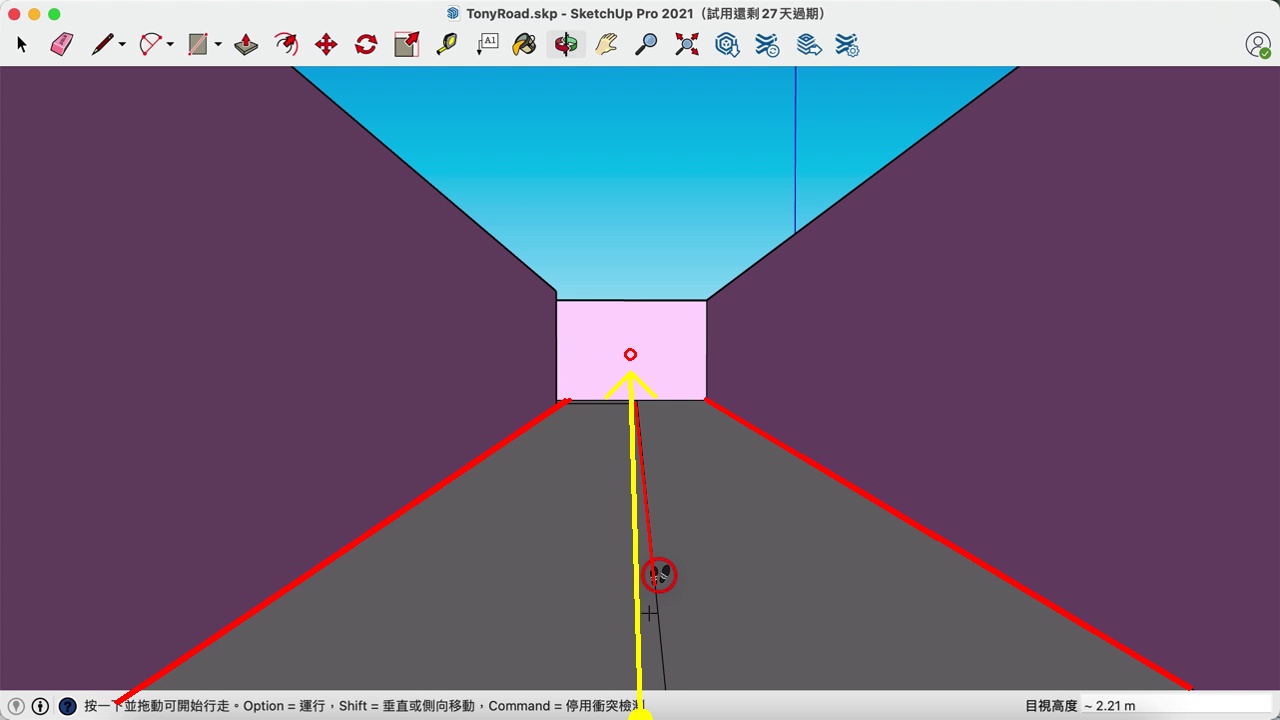 TonyRoad.skp - SketchUp Pro 2021（試用還剩 27 天過期）
A1
按一下並拖動可開始行走。Option = 運行，Shift = 垂直或側向移動，Command = 停用衝突檢測
目視高度 ~ 2.21 m